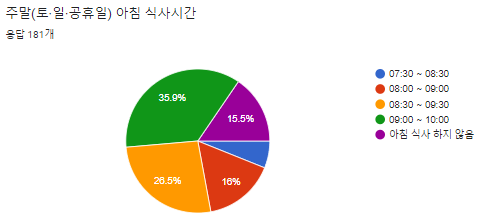 주말(토·일·공휴일) 아침 식사시간
응답 181개
07:30 ~ 08:30
08:00 ~ 09:00
08:30 ~ 09:30
09:00 ~ 10:00
아침 식사 하지 않음
35.9%
15.5%
26.5%
16%